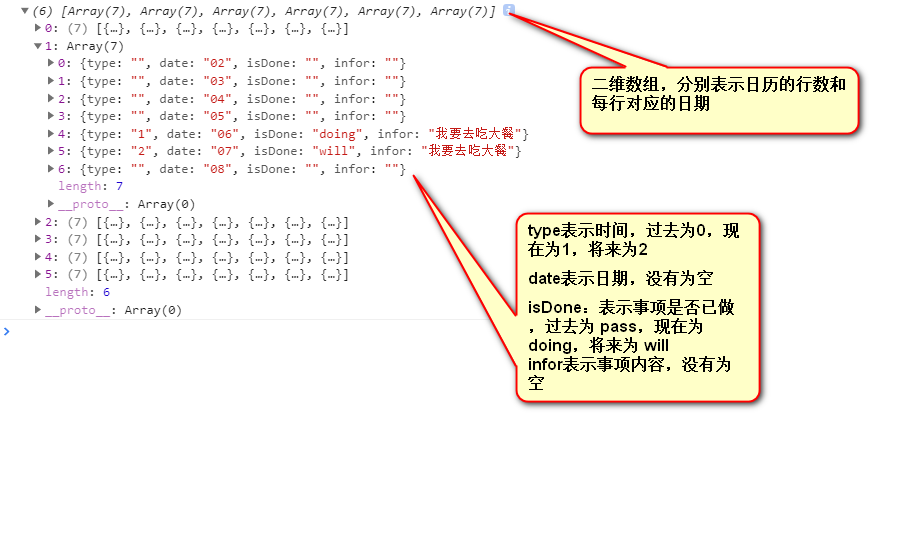 (6) [Array(7), Array(7), Array(7), Array(7), Array(7), Array(7)] i
0: (7) [{…}, {…}, {…}, {…}, {…}, {…}, {…}]
1: Array(7)
0: {type: "", date: "02", isDone: "", infor: ""}
1: {type: "", date: "03", isDone: "", infor: ""}
2: {type: "", date: "04", isDone: "", infor: ""}
3: {type: "", date: "05", isDone: "", infor: ""}
4: {type: "1", date: "06", isDone: "doing", infor: "我要去吃大餐"}
5: {type: "2", date: "07", isDone: "will", infor: "我要去吃大餐"}
6: {type: "", date: "08", isDone: "", infor: ""}
length: 7
__proto__: Array(0)
2: (7) [{…}, {…}, {…}, {…}, {…}, {…}, {…}]
3: (7) [{…}, {…}, {…}, {…}, {…}, {…}, {…}]
4: (7) [{…}, {…}, {…}, {…}, {…}, {…}, {…}]
5: (7) [{…}, {…}, {…}, {…}, {…}, {…}, {…}]
length: 6
__proto__: Array(0)
二维数组，分别表示日历的行数和
每行对应的日期
type表示时间，过去为0，现
在为1，将来为2
date表示日期，没有为空
isDone：表示事项是否已做
，过去为 pass，现在为
doing，将来为 will
infor表示事项内容，没有为
空